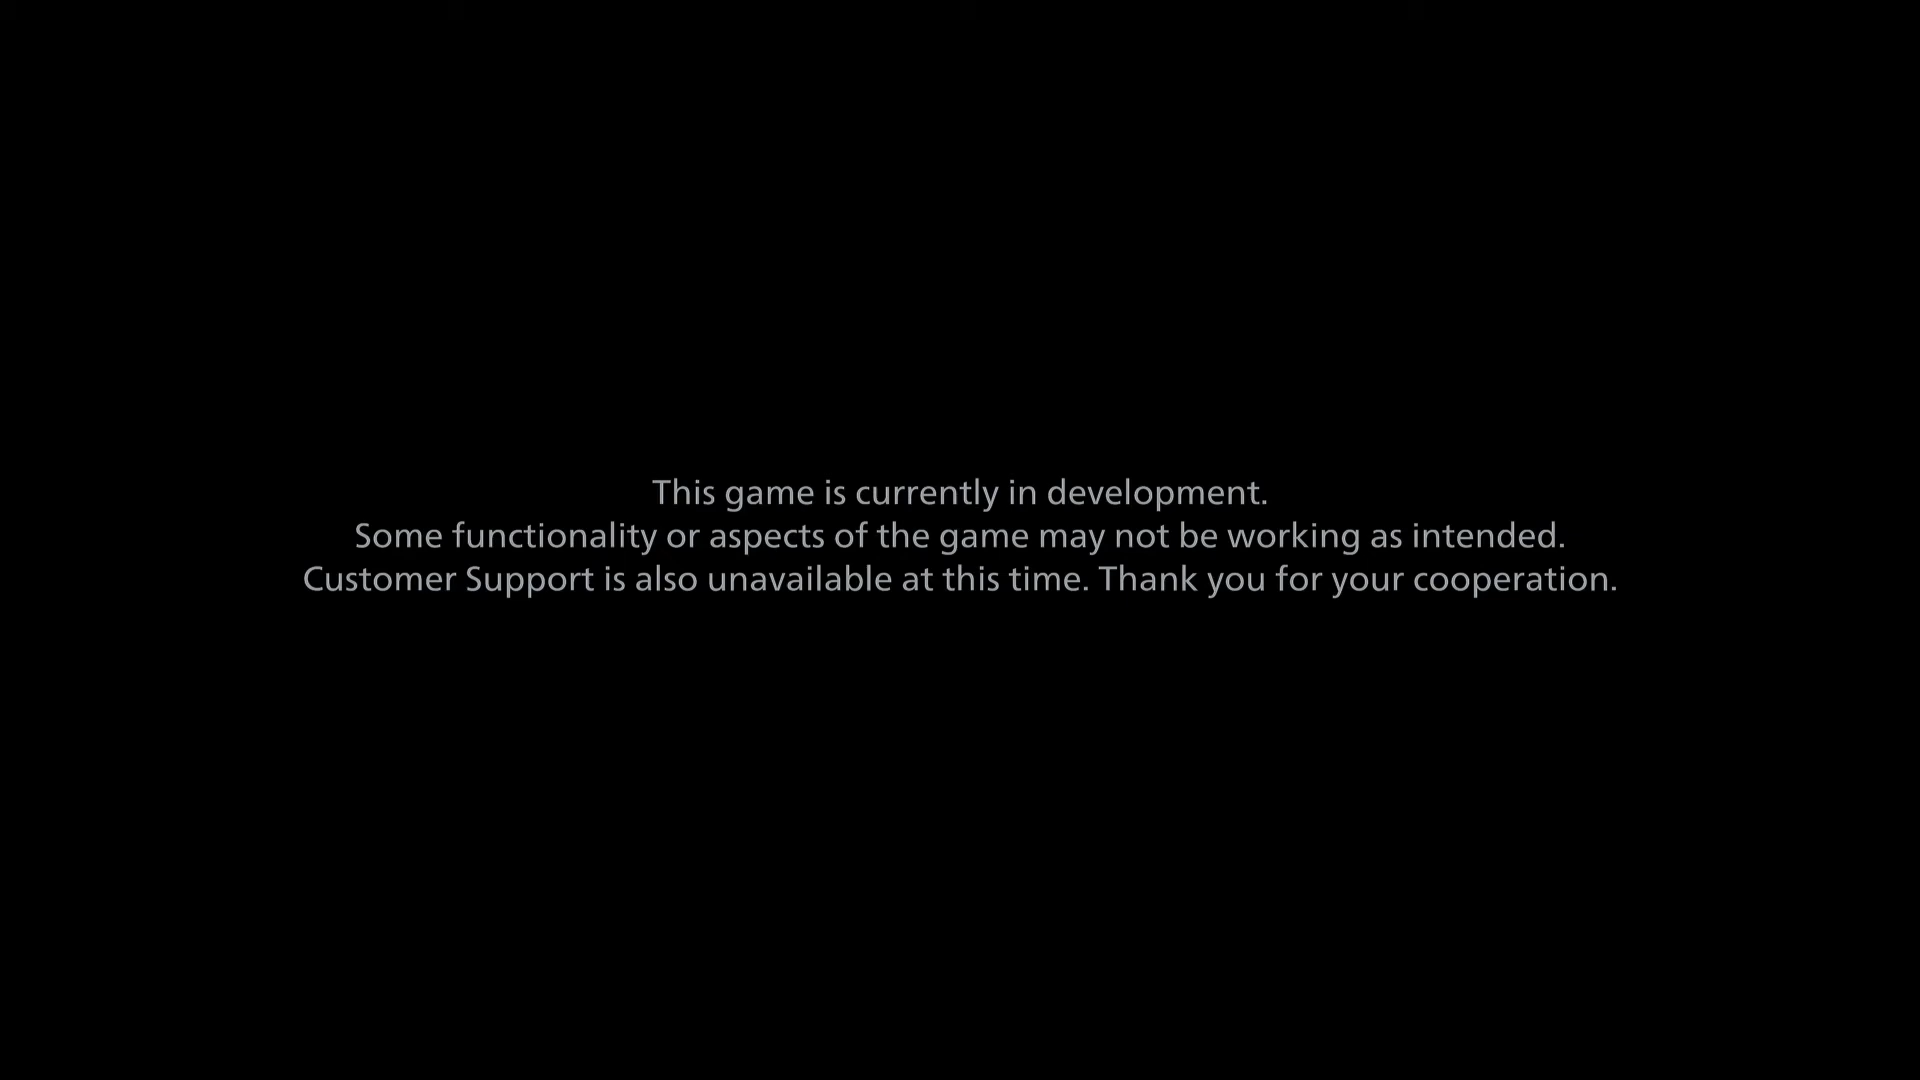 This game is currently in development.
Some functionality or aspects of the game may not be working as intended.
Customer Support is also unavailable at this time. Thank you for your cooperation.